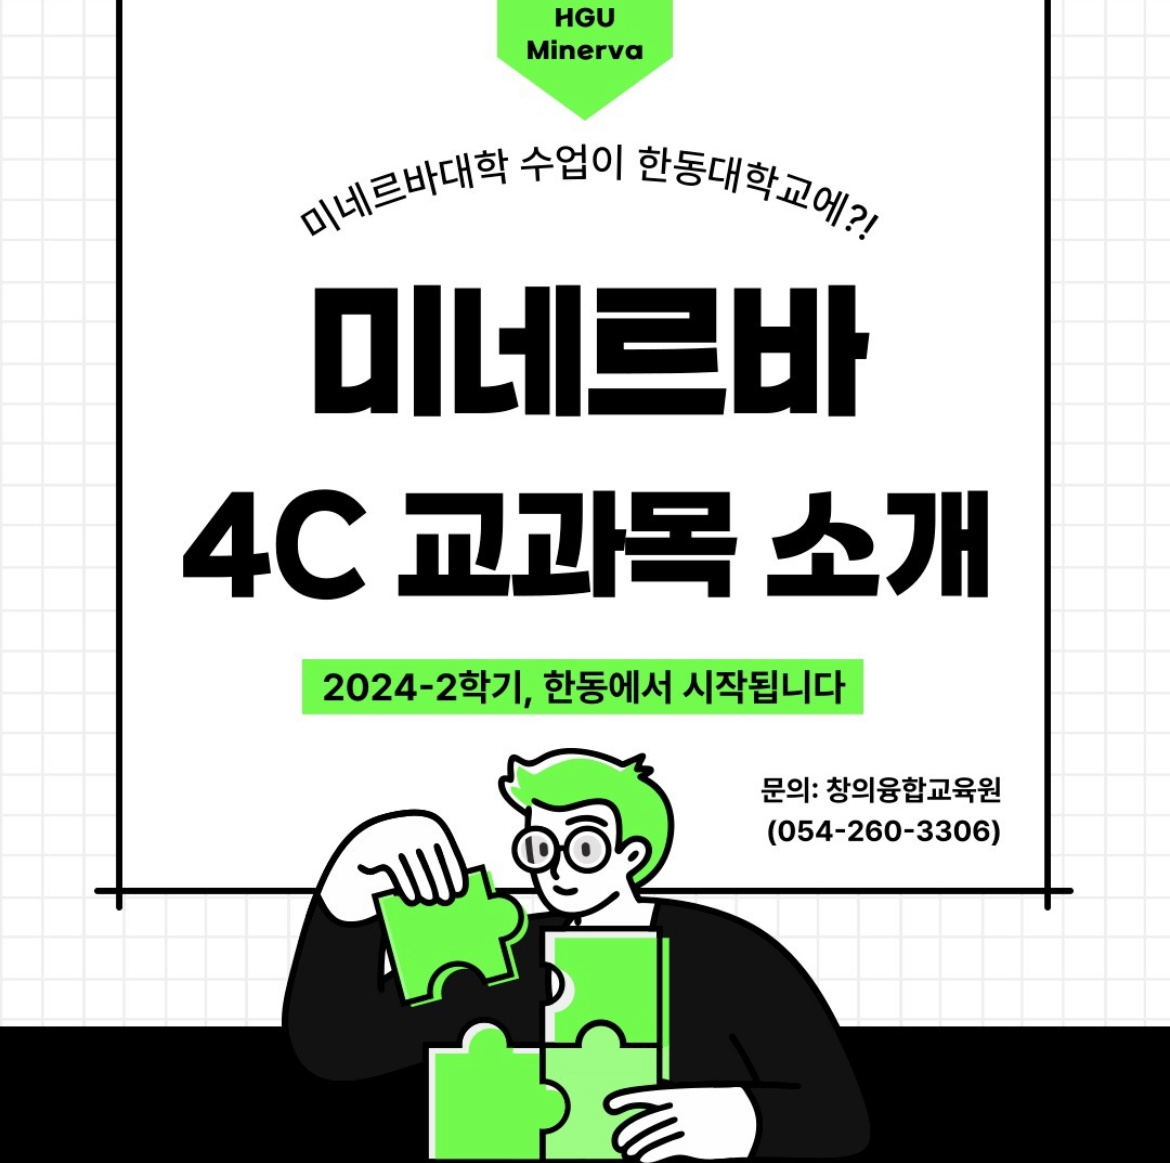 HGU
Minerva
미네르바대학 수업이 한동대학교에?!
미네르바
4C 교과목 소개
2024-2학기, 한동에서 시작됩니다
문의: 창의융합교육원
(054-260-3306)